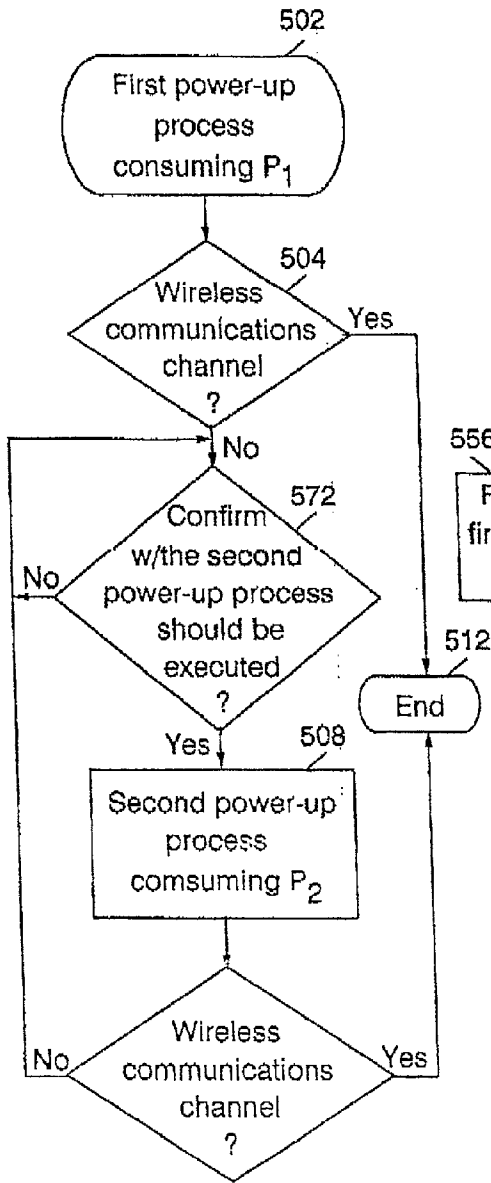 502
First power-up
process
consuming P1
504
Wireless
communications
channel
?
Yes
No
572
Confirm
w/the second
power-up process
should be
executed
?
No
Yes
556
F
fir
512
End
508
Second power-up
process
comsuming P2
Wireless
communications
channel
?
No
Yes